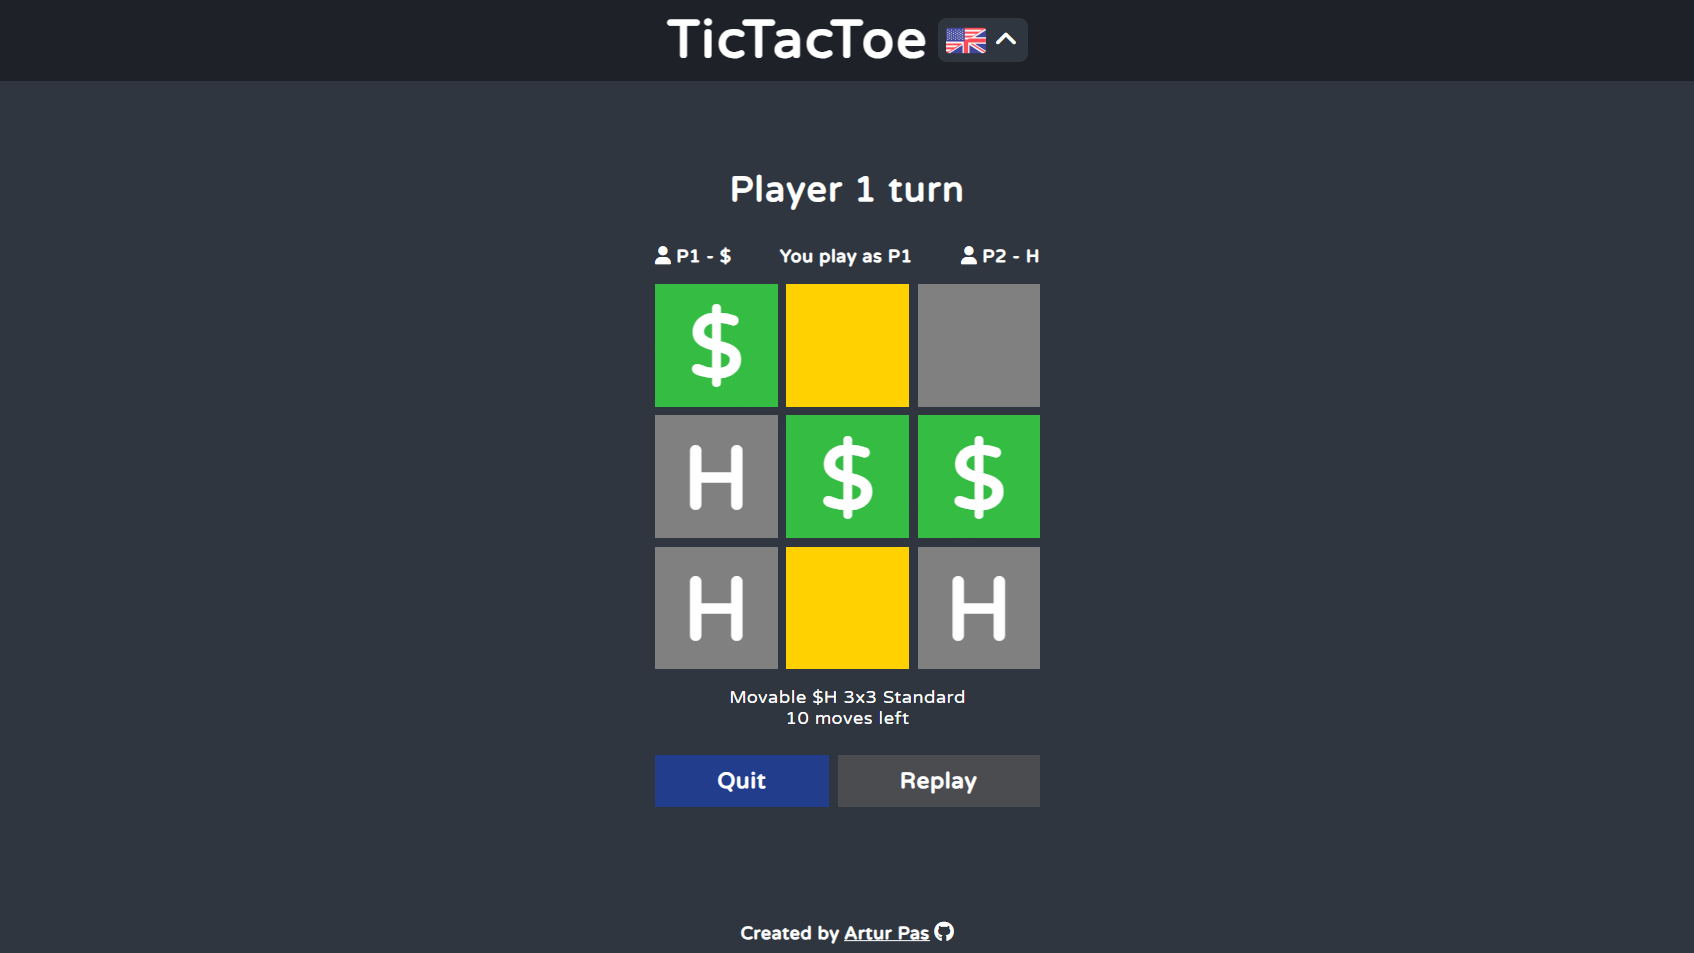 TicTacToe
Player 1 turn
P1 - $ You play as P1 P2 - H
$
H $ $
H H
Movable $H 3x3 Standard
10 moves left
Quit Replay
Created by Artur Pas